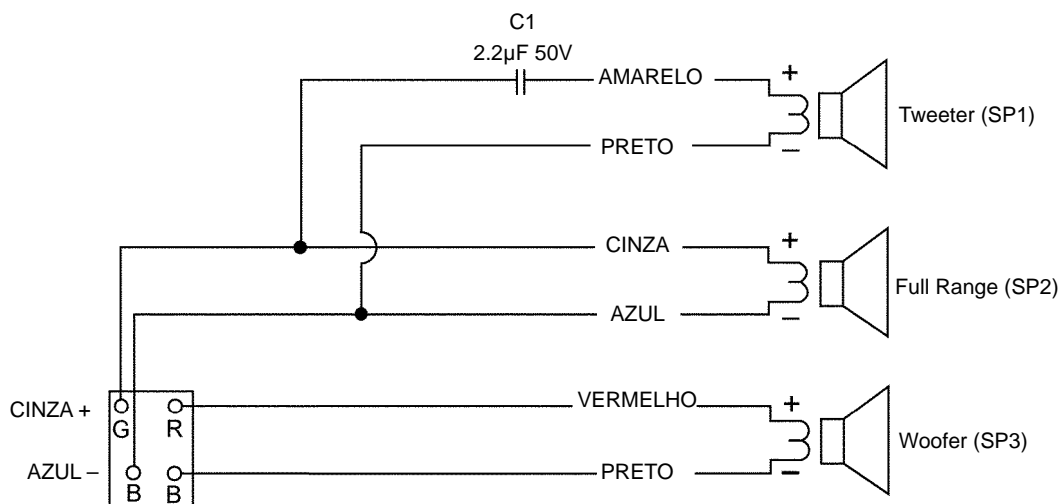 C1
2.2µF 50V
AMARELO
+
Tweeter (SP1)
PRETO
–
CINZA
+
Full Range (SP2)
AZUL
–
CINZA +
G
R
VERMELHO
+
Woofer (SP3)
AZUL –
B
B
PRETO
–